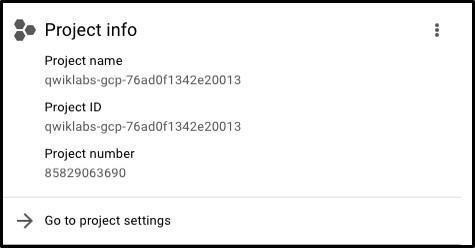 Project info
Project name
qwiklabs-gcp-76ad0f1342e20013
Project ID
qwiklabs-gcp-76ad0f1342e20013
Project number
85829063690
Go to project settings